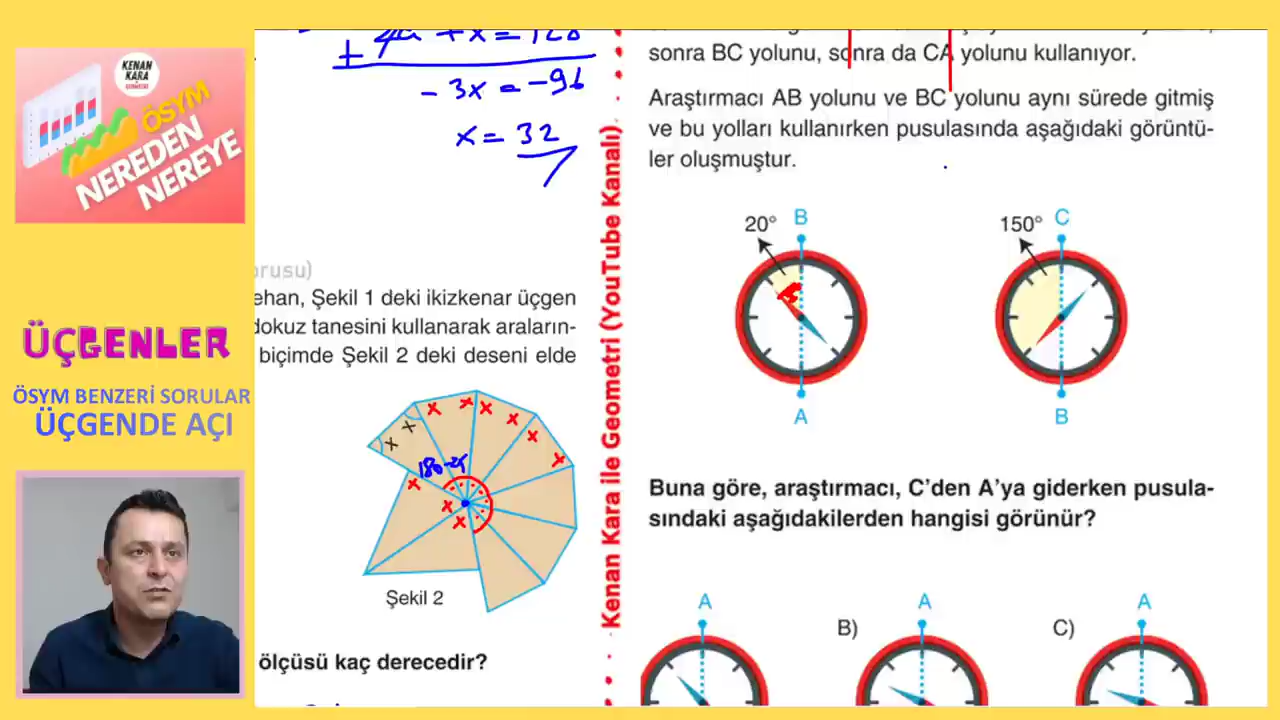 KENAN
KARA
ÖSYM
NEREDEN
NEREYE
ÜÇGENLER
ÖSYM BENZERİ SORULAR
ÜÇGENDE AÇI
- 3x = -96
x = 32
orusu)
ehan, Şekil 1 deki ikizkenar üçgen
dokuz tanesini kullanarak araların-
biçimde Şekil 2 deki deseni elde
x x x x x x x x
x x x
Şekil 2
ölçüsü kaç derecedir?
Kenan Kara ile Geometri (YouTube Kanalı)
sonra BC yolunu, sonra da CA yolunu kullanıyor.
Araştırmacı AB yolunu ve BC yolunu aynı sürede gitmiş
ve bu yolları kullanırken pusulasında aşağıdaki görüntü-
ler oluşmuştur.
20° B
A
150° C
B
Buna göre, araştırmacı, C'den A'ya giderken pusula-
sındaki aşağıdakilerden hangisi görünür?
A
B) A
C) A